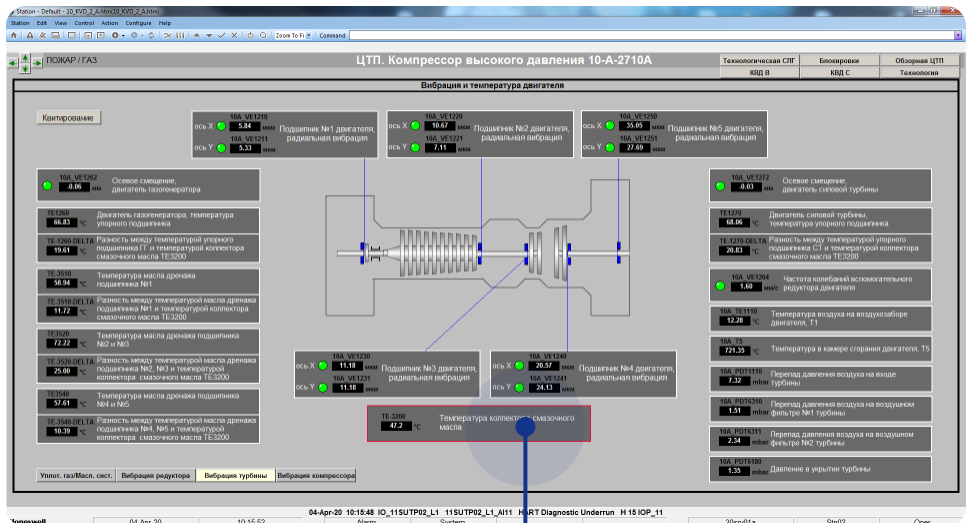 Station - Default - 10_KVD_2_A.htm(10_KVD_2_A.htm)
Station Edit View Control Action Configure Help
Zoom To Fi Command
ПОЖАР / ГАЗ
ЦТП. Компрессор высокого давления 10-А-2710А
Технологическая СПГ Блокировки Обзорная ЦТП
КВД В КВД С Технология
Вибрация и температура двигателя
Квитирование
10A_VE1210
ось X 5.84 мкм
10A_VE1211
ось Y 5.33 мкм
Подшипник №1 двигателя,
радиальная вибрация
10A_VE1220
ось X 10.67 мкм
10A_VE1221
ось Y 7.11 мкм
Подшипник №2 двигателя,
радиальная вибрация
10A_VE1250
ось X 35.05 мкм
10A_VE1251
ось Y 27.69 мкм
Подшипник №5 двигателя,
радиальная вибрация
10A_VE1262
-0.06 мм
Осевое смещение,
двигатель газогенератора
TE1260
66.83 °C
Двигатель газогенератора, температура
упорного подшипника
TE-1260-DELTA
19.61 °C
Разность между температурой упорного
подшипника ГГ и температурой коллектора
смазочного масла TE3200
TE-3510
58.94 °C
Температура масла дренажа
подшипника №1
TE-3510-DELTA
11.72 °C
Разность между температурой масла дренажа
подшипника №1 и температурой коллектора
смазочного масла TE3200
TE3520
72.22 °C
Температура масла дренажа подшипника
№2 и №3
TE-3520-DELTA
25.00 °C
Разность между температурой масла дренажа
подшипника №2, №3 и температурой
коллектора смазочного масла TE3200
TE3540
57.61 °C
Температура масла дренажа подшипника
№4 и №5
TE-3540-DELTA
10.39 °C
Разность между температурой масла дренажа
подшипника №4, №5 и температурой
коллектора смазочного масла TE3200
10A_VE1272
-0.03 мм
Осевое смещение,
двигатель силовой турбины
TE1270
68.06 °C
Двигатель силовой турбины,
температура упорного подшипника
TE-1270-DELTA
20.83 °C
Разность между температурой упорного
подшипника СТ и температурой коллектора
смазочного масла TE3200
10A_VE1204
1.60 мм/с
Частота колебаний вспомогательного
редуктора двигателя
10A_TE1110
12.28 °C
Температура воздуха на воздухозаборе
двигателя, T1
10A_T5
721.35 °C
Температура в камере сгорания двигателя, T5
10A_PDT1110
7.32 mbar
Перепад давления воздуха на входе
турбины
10A_PDT6310
1.51 mbar
Перепад давления воздуха на воздушном
фильтре №1 турбины
10A_PDT6311
2.34 mbar
Перепад давления воздуха на воздушном
фильтре №2 турбины
10A_PDT6180
1.35 mbar
Давление в укрытии турбины
10A_VE1230
ось X 11.18 мкм
10A_VE1231
ось Y 11.18 мкм
Подшипник №3 двигателя,
радиальная вибрация
10A_VE1240
ось X 20.57 мкм
10A_VE1241
ось Y 24.13 мкм
Подшипник №4 двигателя,
радиальная вибрация
TE-3200
47.2 °C
Температура коллектора смазочного
масла
Уплот. газ/Масл. сист. Вибрация редуктора Вибрация турбины Вибрация компрессора
04-Apr-20 10:15:48 IO_11SUTP02_L1 11SUTP02_L1_AI11 HART Diagnostic Underrun H 15 IOP_11
Honeywell 04-Apr-20 10:15:52 Alarm System 30srv01a Stn02 Oper